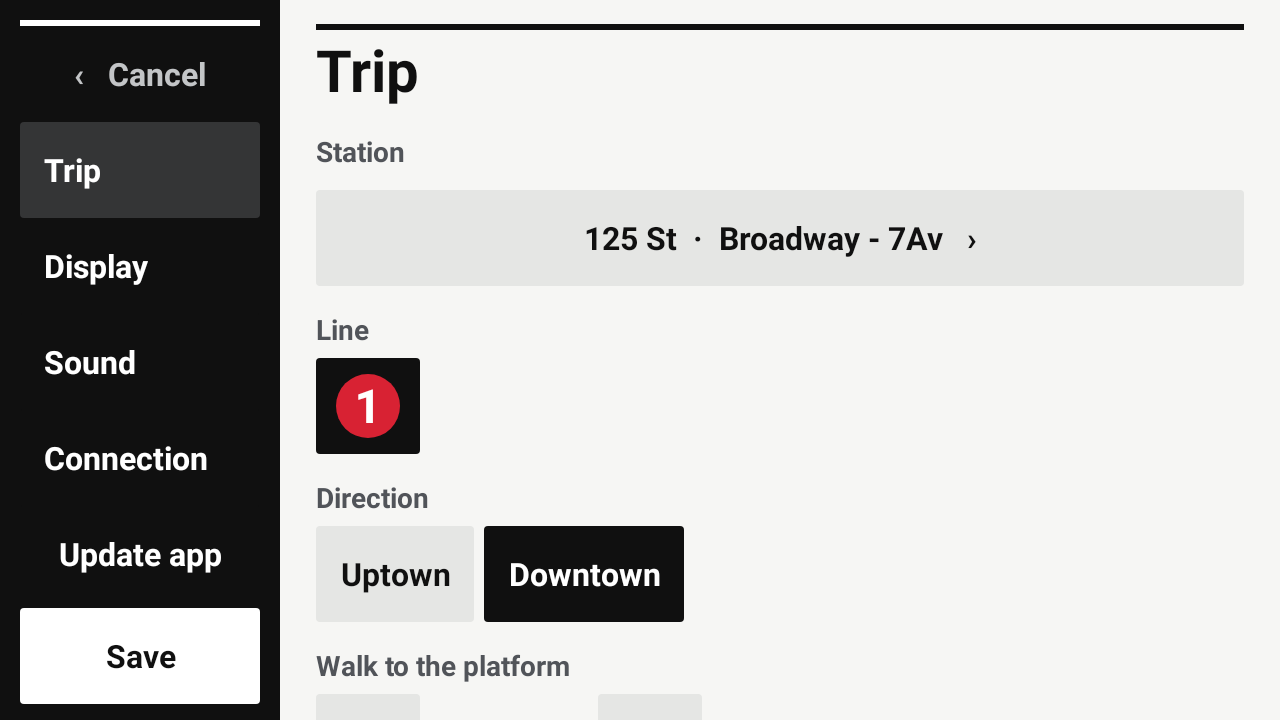 ‹ Cancel
Trip
Display
Sound
Connection
Update app
Save
Trip
Station
125 St · Broadway - 7Av ›
Line
1
Direction
Uptown
Downtown
Walk to the platform